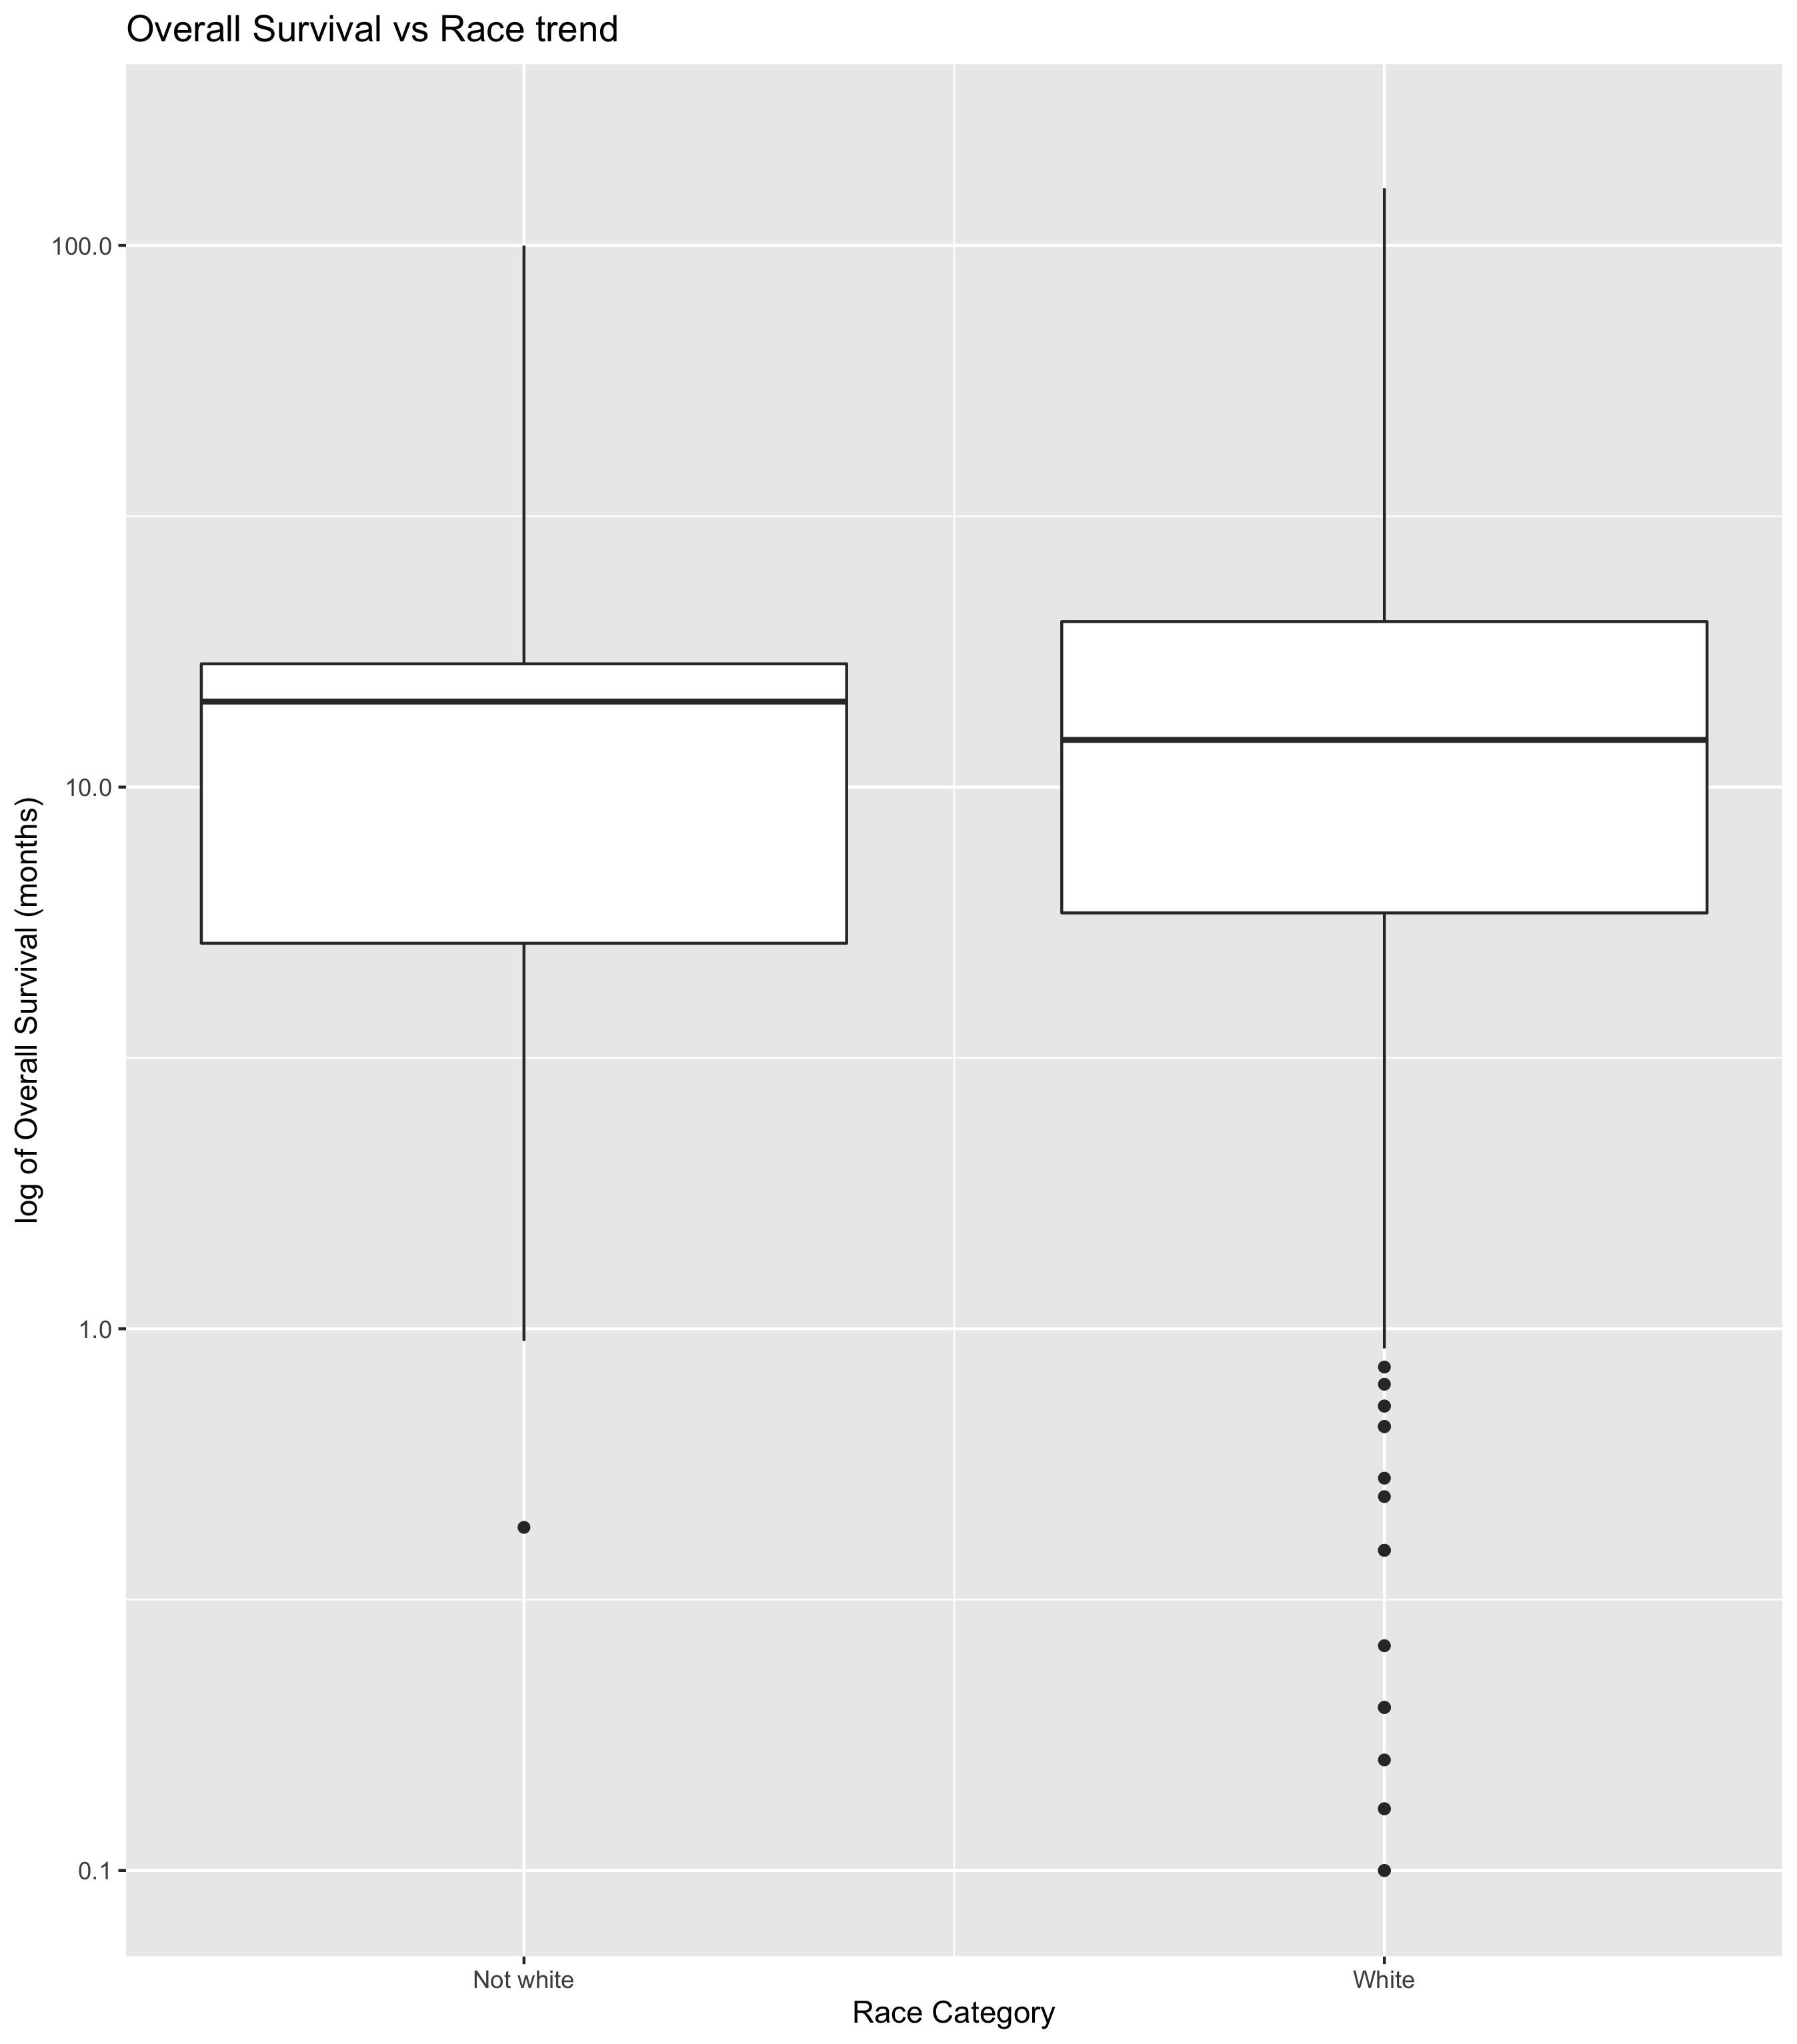 Overall Survival vs Race trend
log of Overall Survival (months)
100.0
10.0
1.0
0.1
Not white
White
Race Category